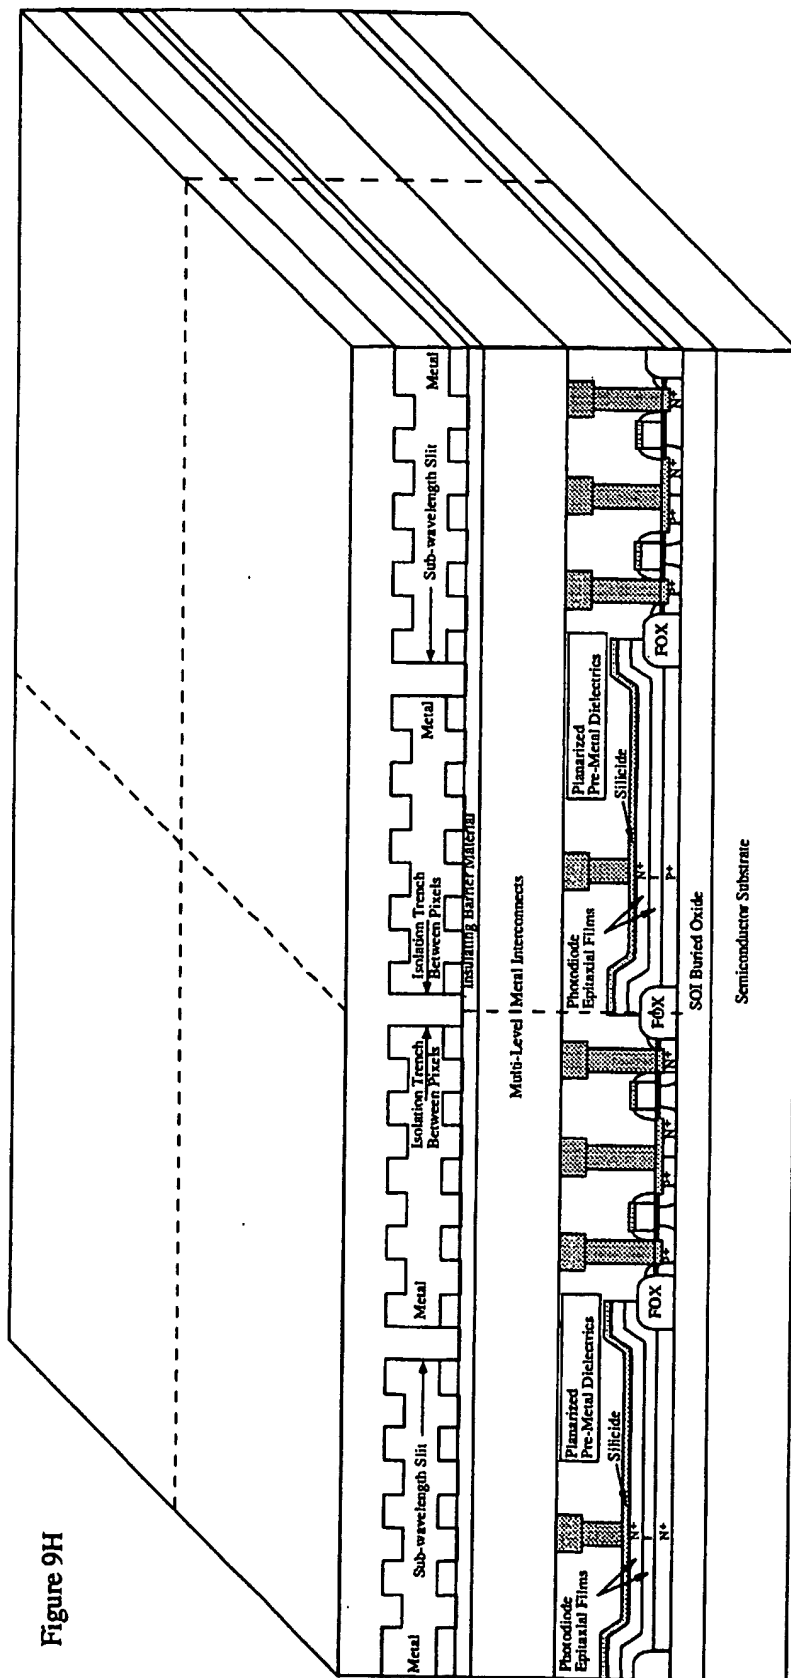 Figure 9H
Metal
Sub-wavelength Slit
Metal
Isolation Trench
Between Pixels
Isolation Trench
Between Pixels
Metal
Sub-wavelength Slit
Metal
Insulating Barrier Material
Multi-Level Metal Interconnects
Photodiode
Epitaxial Films
Planarized
Pre-Metal Dielectrics
Silicide
N+
I
N+
FOX
P+
P+
N+
N+
Photodiode
Epitaxial Films
Planarized
Pre-Metal Dielectrics
Silicide
N+
I
P+
FOX
FOX
P+
P+
N+
N+
SOI Buried Oxide
Semiconductor Substrate